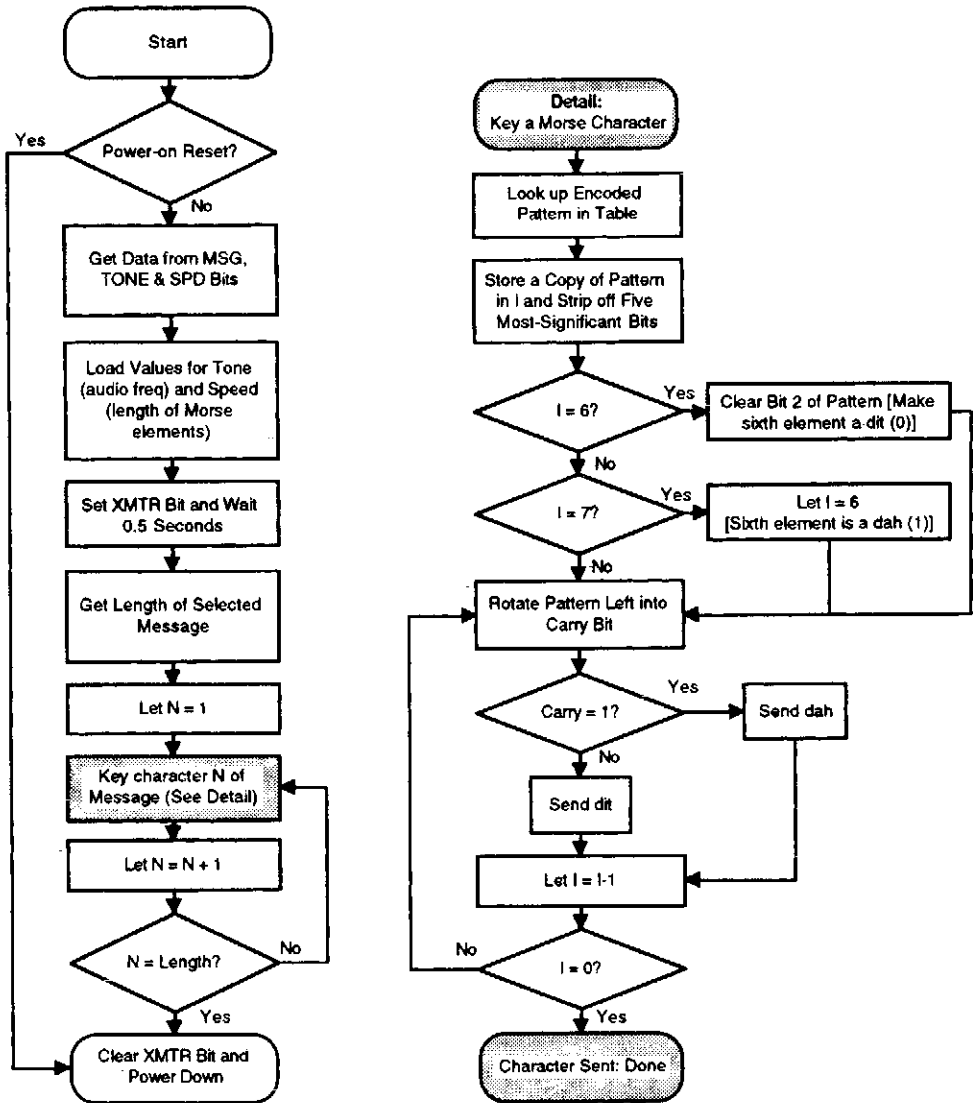 Start
Power-on Reset?
Yes
No
Get Data from MSG,
TONE & SPD Bits
Load Values for Tone
(audio freq) and Speed
(length of Morse
elements)
Set XMTR Bit and Wait
0.5 Seconds
Get Length of Selected
Message
Let N = 1
Key character N of
Message (See Detail)
Let N = N + 1
N = Length?
No
Yes
Clear XMTR Bit and
Power Down
Detail:
Key a Morse Character
Look up Encoded
Pattern in Table
Store a Copy of Pattern
in I and Strip off Five
Most-Significant Bits
I = 6?
Yes
Clear Bit 2 of Pattern [Make
sixth element a dit (0)]
No
I = 7?
Yes
Let I = 6
[Sixth element is a dah (1)]
No
Rotate Pattern Left into
Carry Bit
Carry = 1?
Yes
Send dah
No
Send dit
Let I = I-1
I = 0?
No
Yes
Character Sent: Done